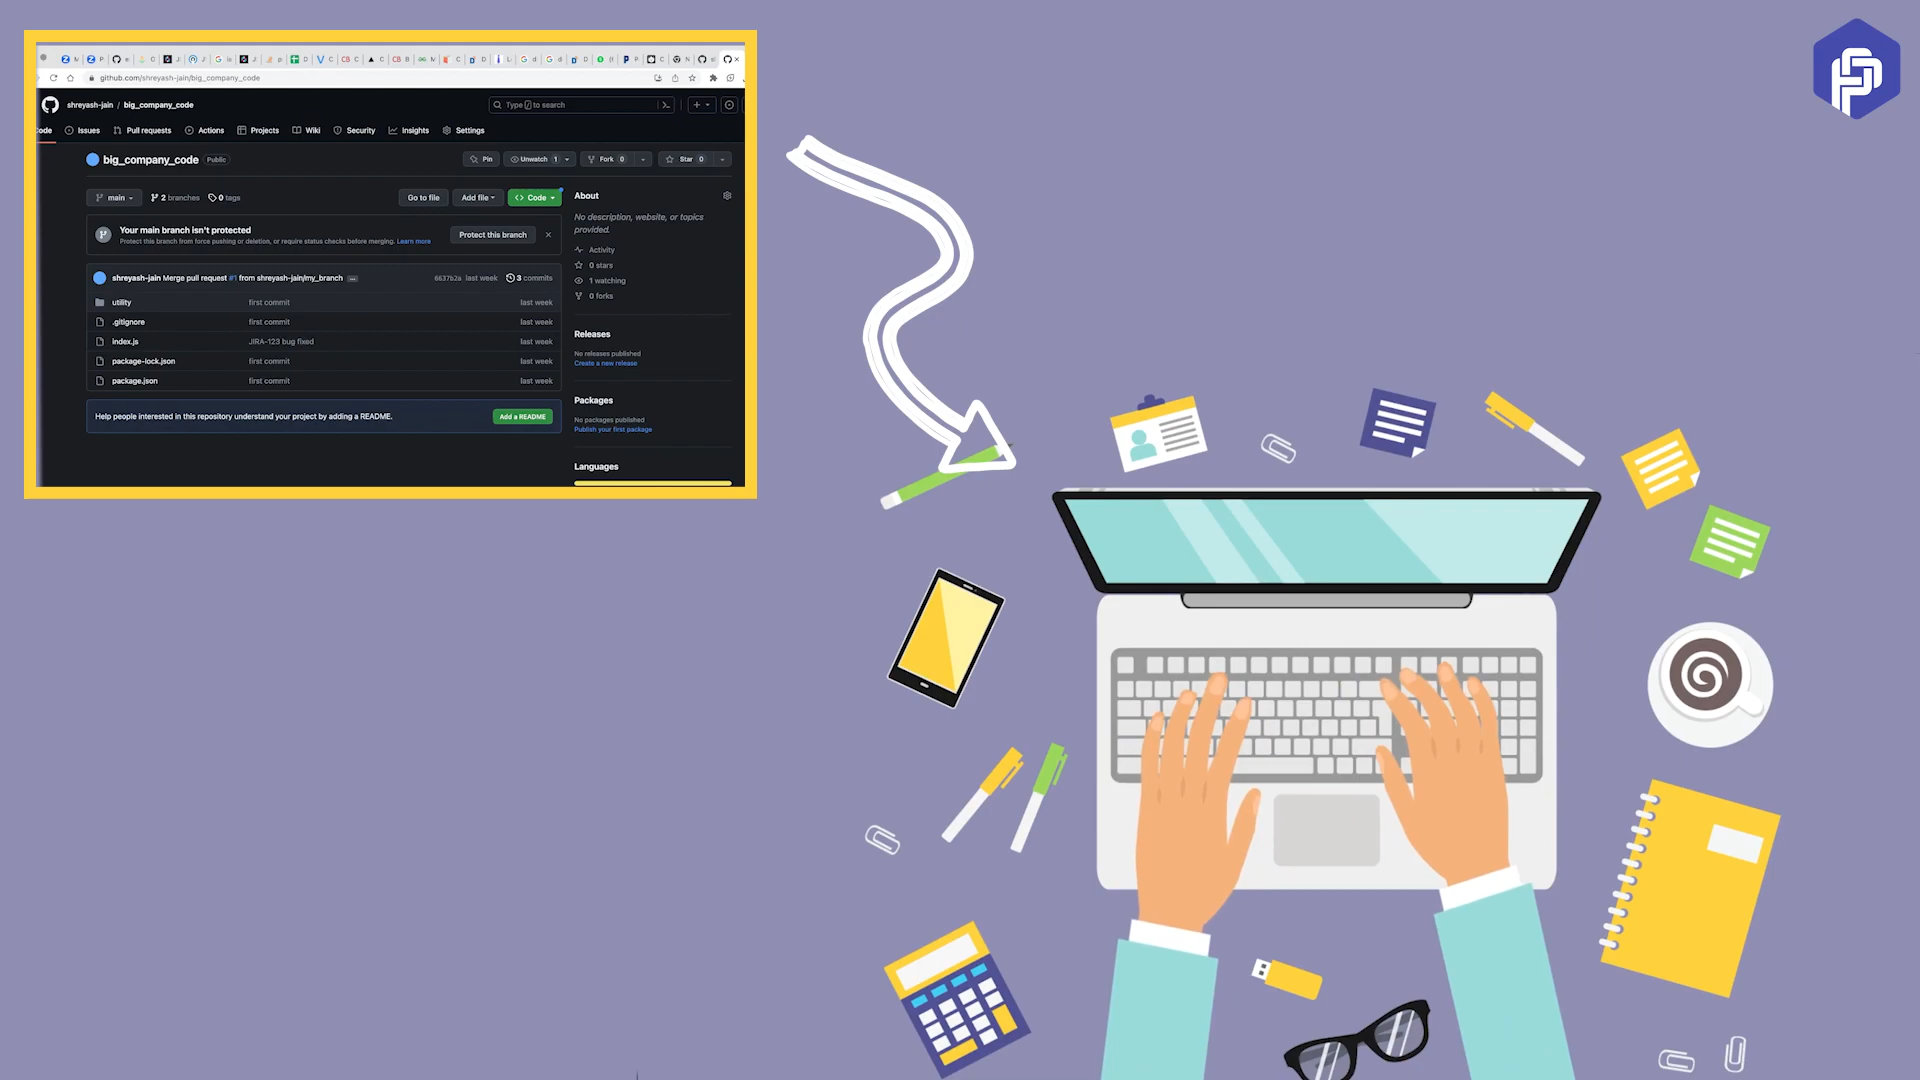 github.com/shreyash-jain/big_company_code
shreyash-jain / big_company_code
Type / to search
ode Issues Pull requests Actions Projects Wiki Security Insights Settings
big_company_code Public
Pin Unwatch 1 Fork 0 Star 0
main 2 branches 0 tags Go to file Add file Code
Your main branch isn't protected
Protect this branch from force pushing or deletion, or require status checks before merging. Learn more
Protect this branch
shreyash-jain Merge pull request #1 from shreyash-jain/my_branch 6637b2a last week 3 commits
utility first commit last week
.gitignore first commit last week
index.js JIRA-123 bug fixed last week
package-lock.json first commit last week
package.json first commit last week
Help people interested in this repository understand your project by adding a README. Add a README
About
No description, website, or topics
provided.
Activity
0 stars
1 watching
0 forks
Releases
No releases published
Create a new release
Packages
No packages published
Publish your first package
Languages